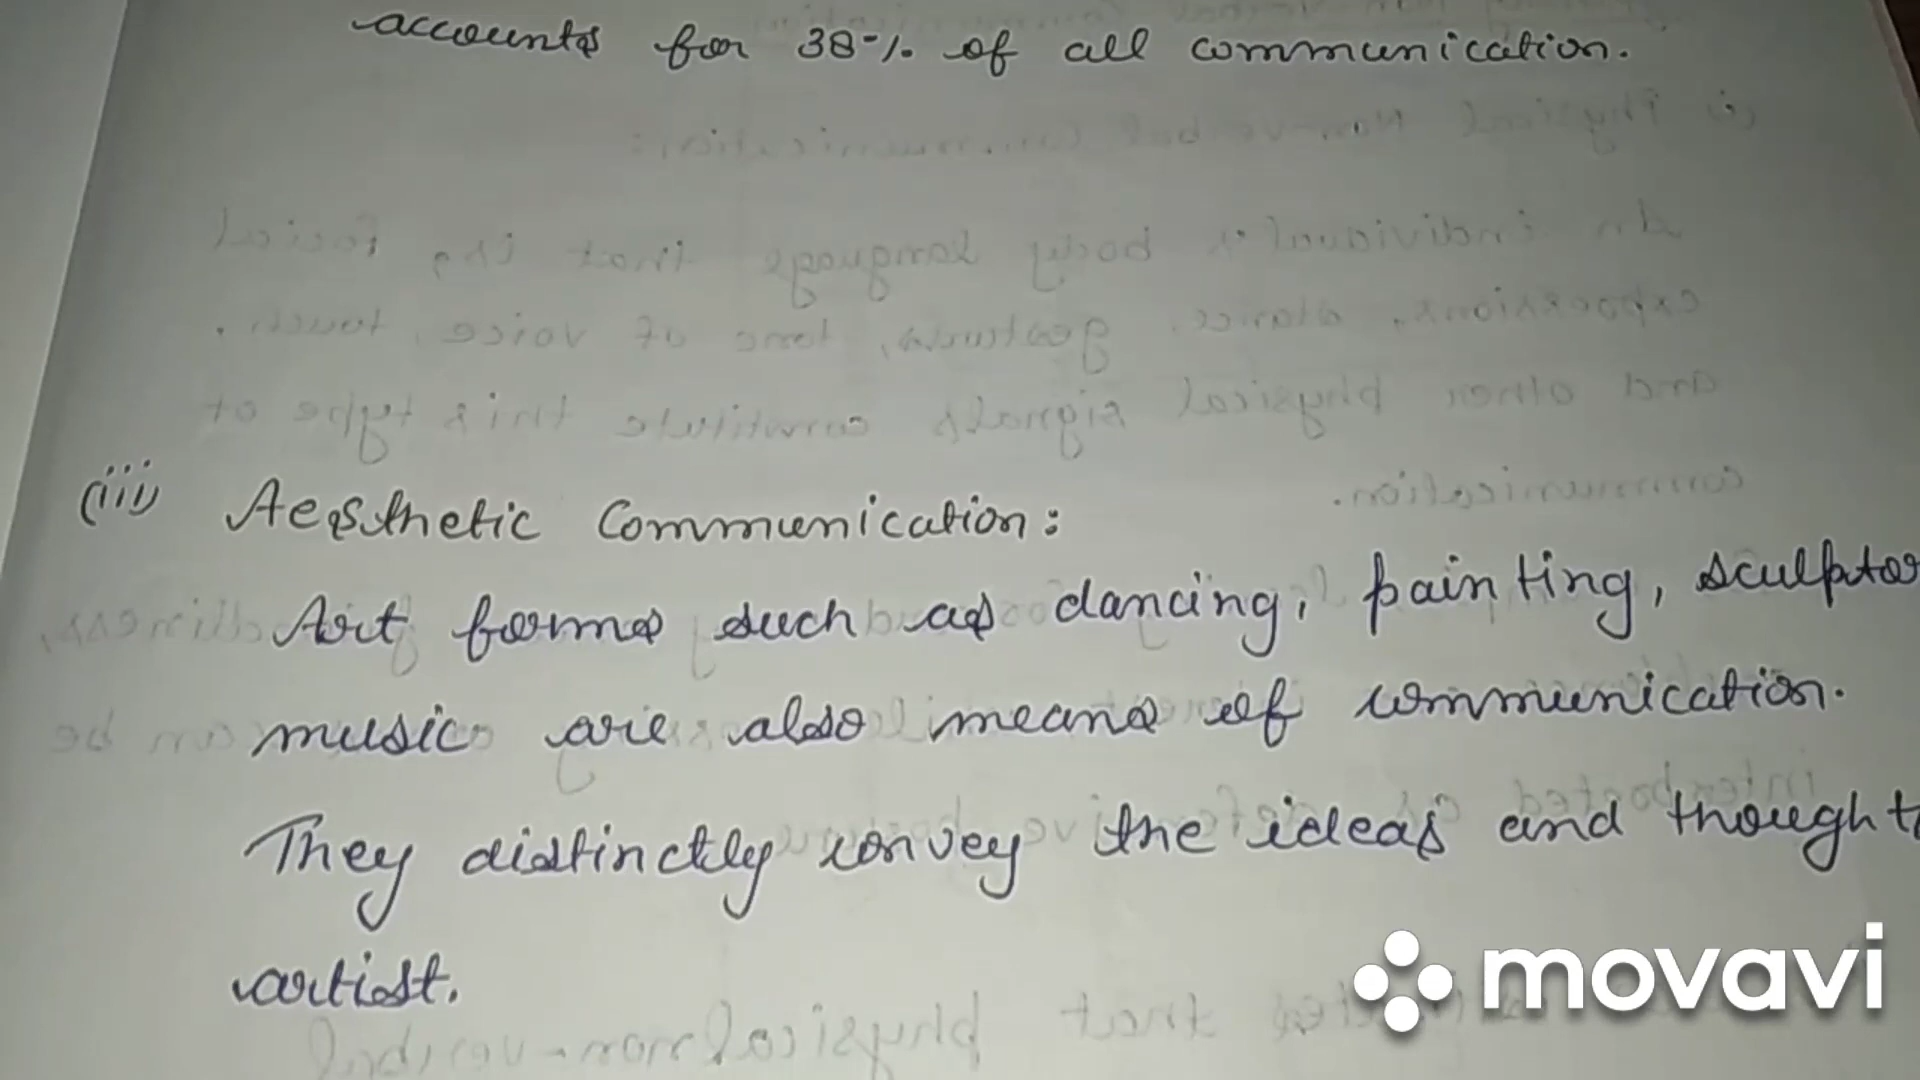 accounts for 38% of all communication.
(iii) Aesthetic Communication:
Art forms such as dancing, painting, sculptor
music are also means of communication.
They distinctly convey the ideas and thought
artist.
movavi